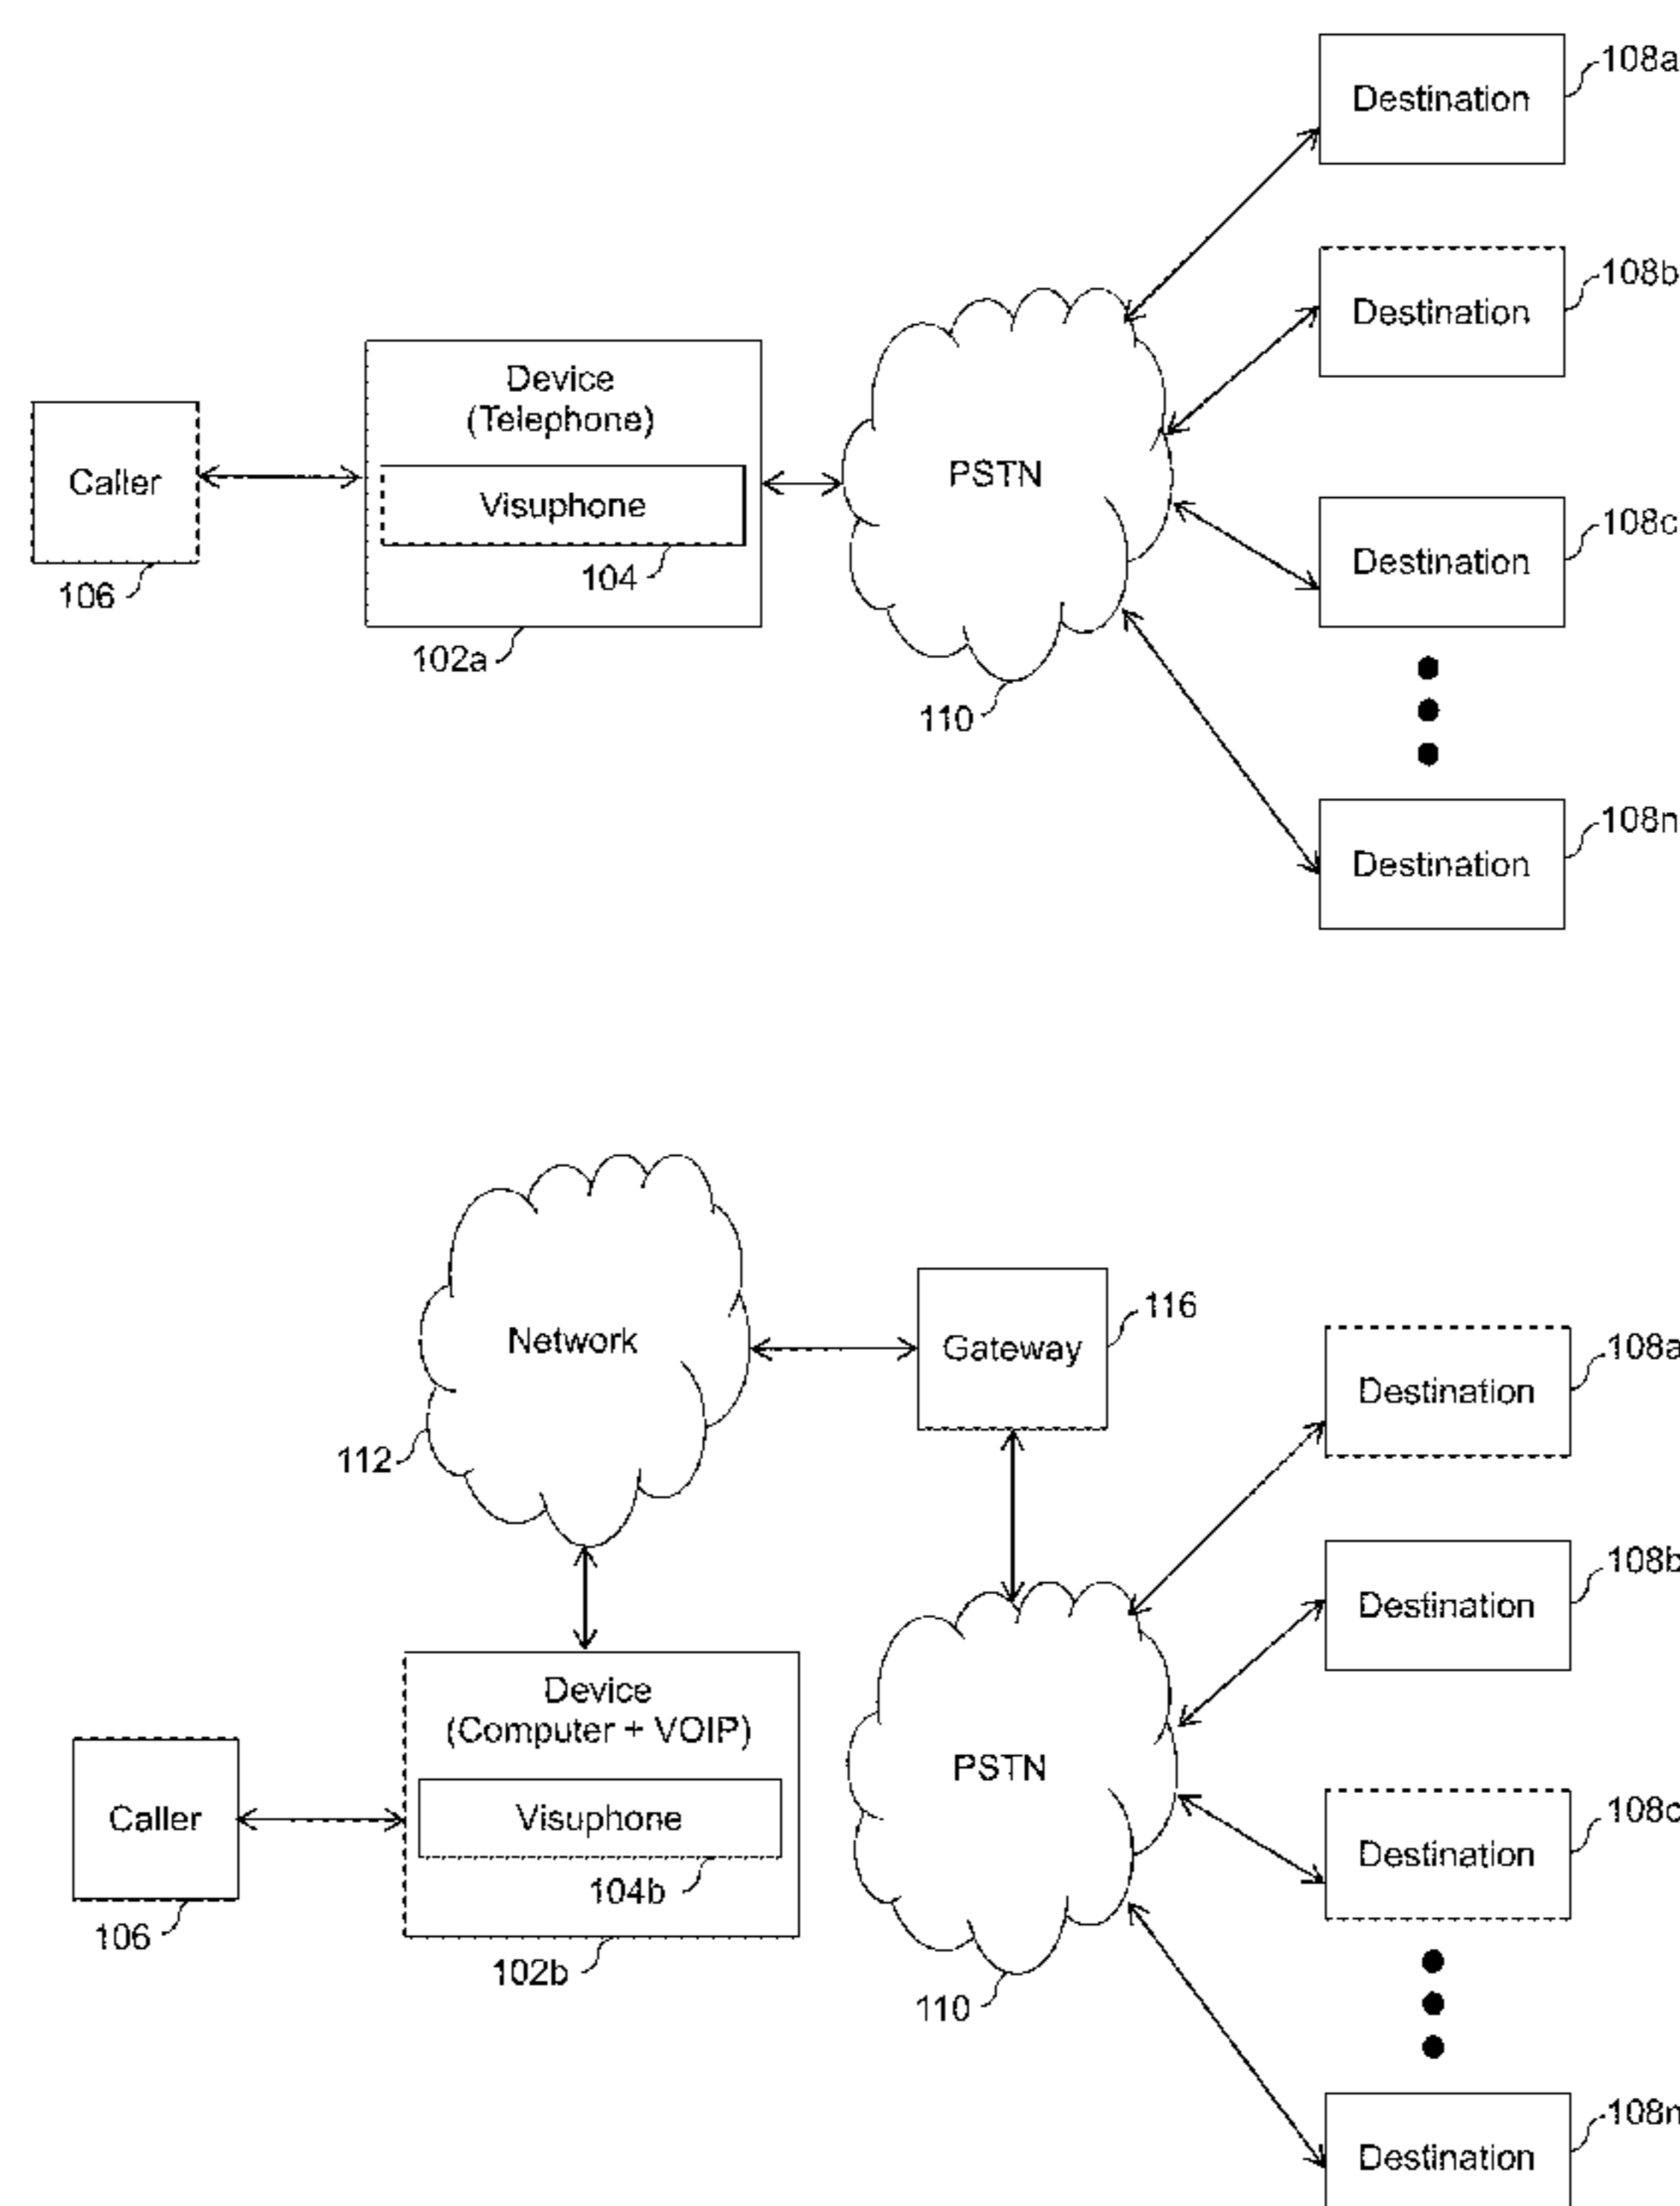 108a
Destination
108b
Destination
Device
(Telephone)
Caller
Visuphone
PSTN
104
106
102a
108c
Destination
110
108n
Destination
Network
116
Gateway
112
108a
Destination
108b
Destination
Device
(Computer + VOIP)
Caller
Visuphone
PSTN
104b
106
102b
108c
Destination
110
108n
Destination